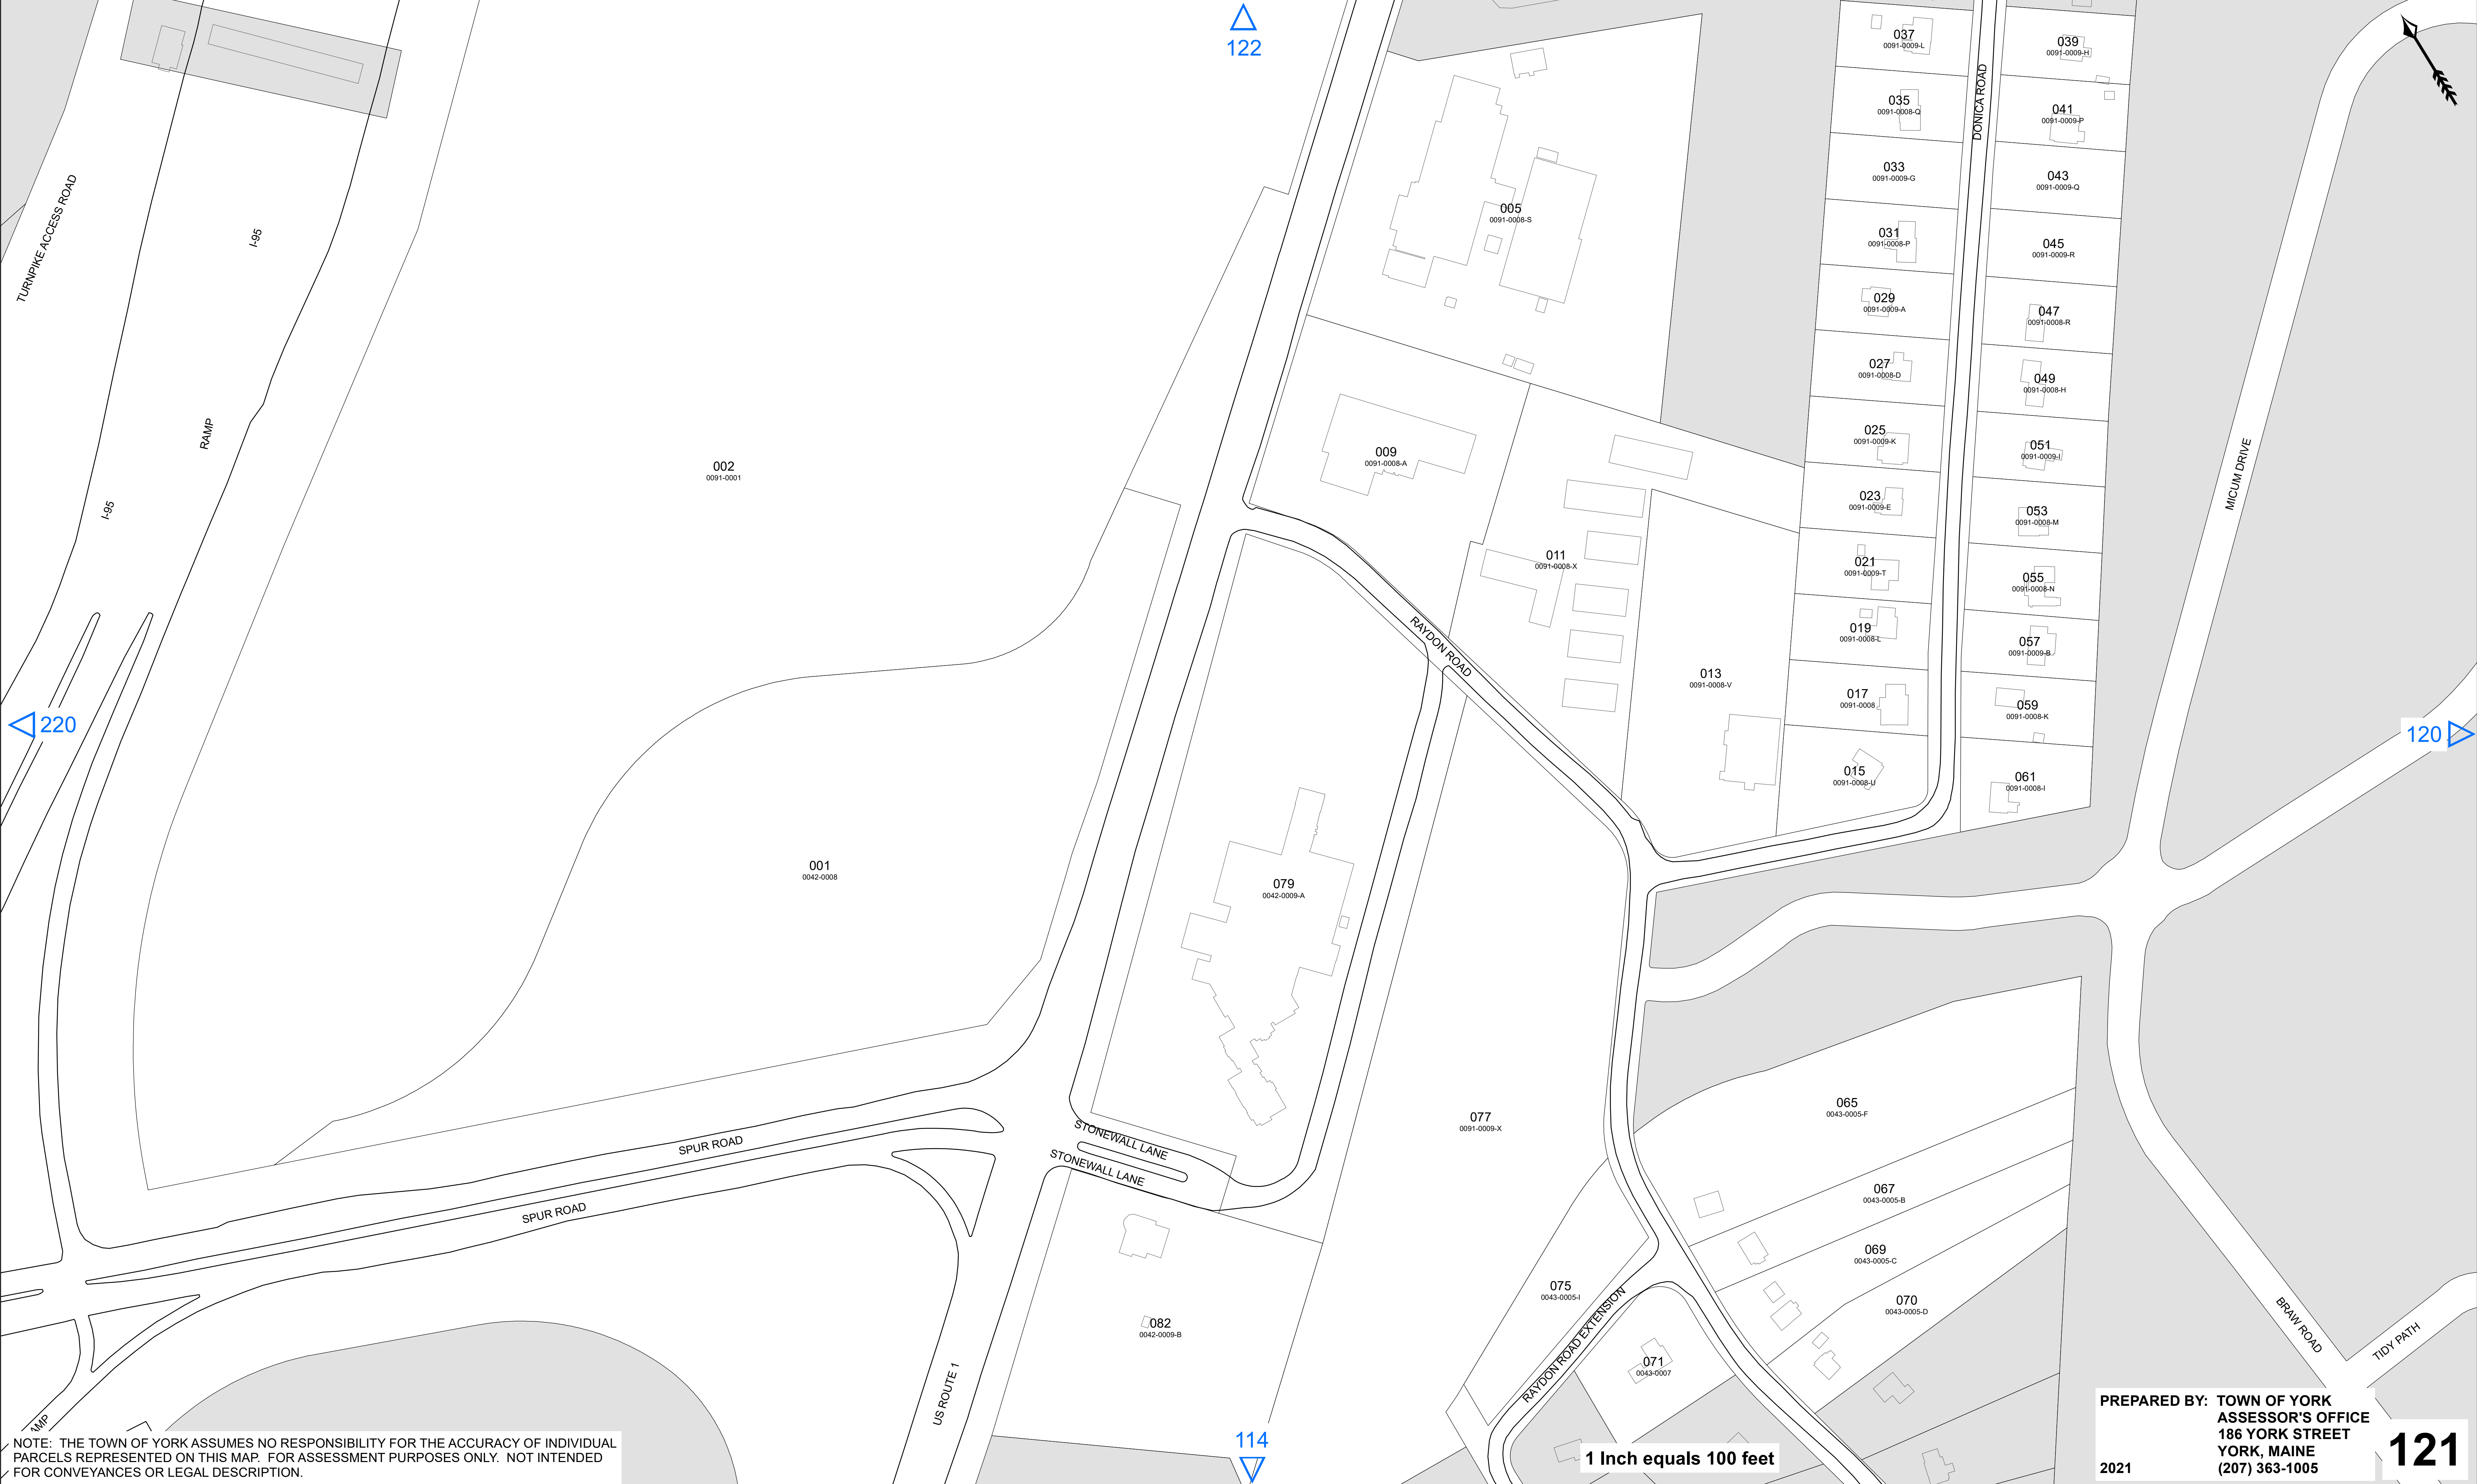 122
037
0091-0009-L
039
0091-0009-H
035
0091-0008-Q
041
0091-0009-P
DONICA ROAD
033
0091-0009-G
043
0091-0009-Q
TURNPIKE ACCESS ROAD
I-95
005
0091-0008-S
031
0091-0008-P
045
0091-0009-R
029
0091-0009-A
047
0091-0008-R
027
0091-0008-D
049
0091-0008-H
RAMP
002
0091-0001
009
0091-0008-A
025
0091-0009-K
051
0091-0009-I
MICUM DRIVE
I-95
023
0091-0009-E
053
0091-0008-M
011
0091-0008-X
021
0091-0009-T
055
0091-0008-N
019
0091-0008-L
057
0091-0009-B
RAYDON ROAD
013
0091-0008-V
017
0091-0008
059
0091-0008-K
220
120
015
0091-0008-U
061
0091-0008-I
001
0042-0008
079
0042-0009-A
077
0091-0009-X
065
0043-0005-F
SPUR ROAD
STONEWALL LANE
STONEWALL LANE
067
0043-0005-B
SPUR ROAD
069
0043-0005-C
075
0043-0005-I
070
0043-0005-D
082
0042-0009-B
RAYDON ROAD EXTENSION
071
0043-0007
BRAW ROAD
TIDY PATH
US ROUTE 1
114
NOTE: THE TOWN OF YORK ASSUMES NO RESPONSIBILITY FOR THE ACCURACY OF INDIVIDUAL
PARCELS REPRESENTED ON THIS MAP. FOR ASSESSMENT PURPOSES ONLY. NOT INTENDED
FOR CONVEYANCES OR LEGAL DESCRIPTION.
1 Inch equals 100 feet
PREPARED BY: TOWN OF YORK
ASSESSOR'S OFFICE
186 YORK STREET
YORK, MAINE
2021 (207) 363-1005
121